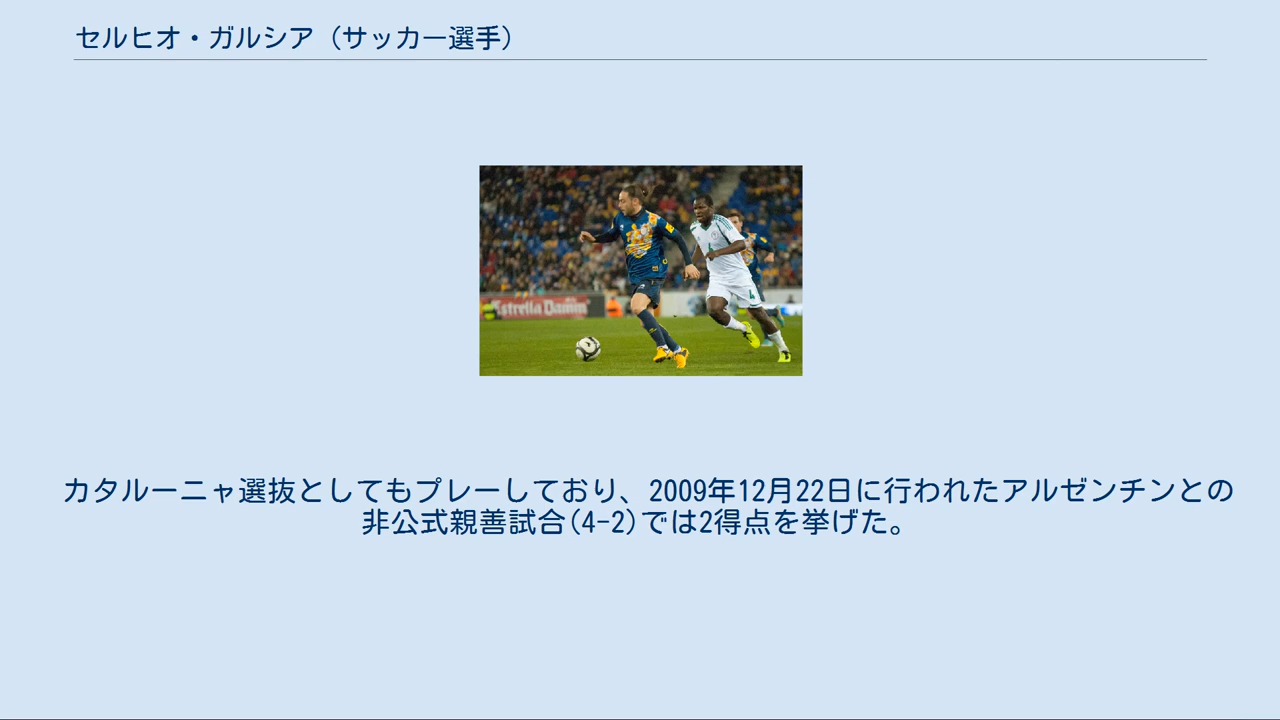 セルヒオ・ガルシア（サッカー選手）
Estrella Damm
4
カタルーニャ選抜としてもプレーしており、2009年12月22日に行われたアルゼンチンとの
非公式親善試合(4-2)では2得点を挙げた。